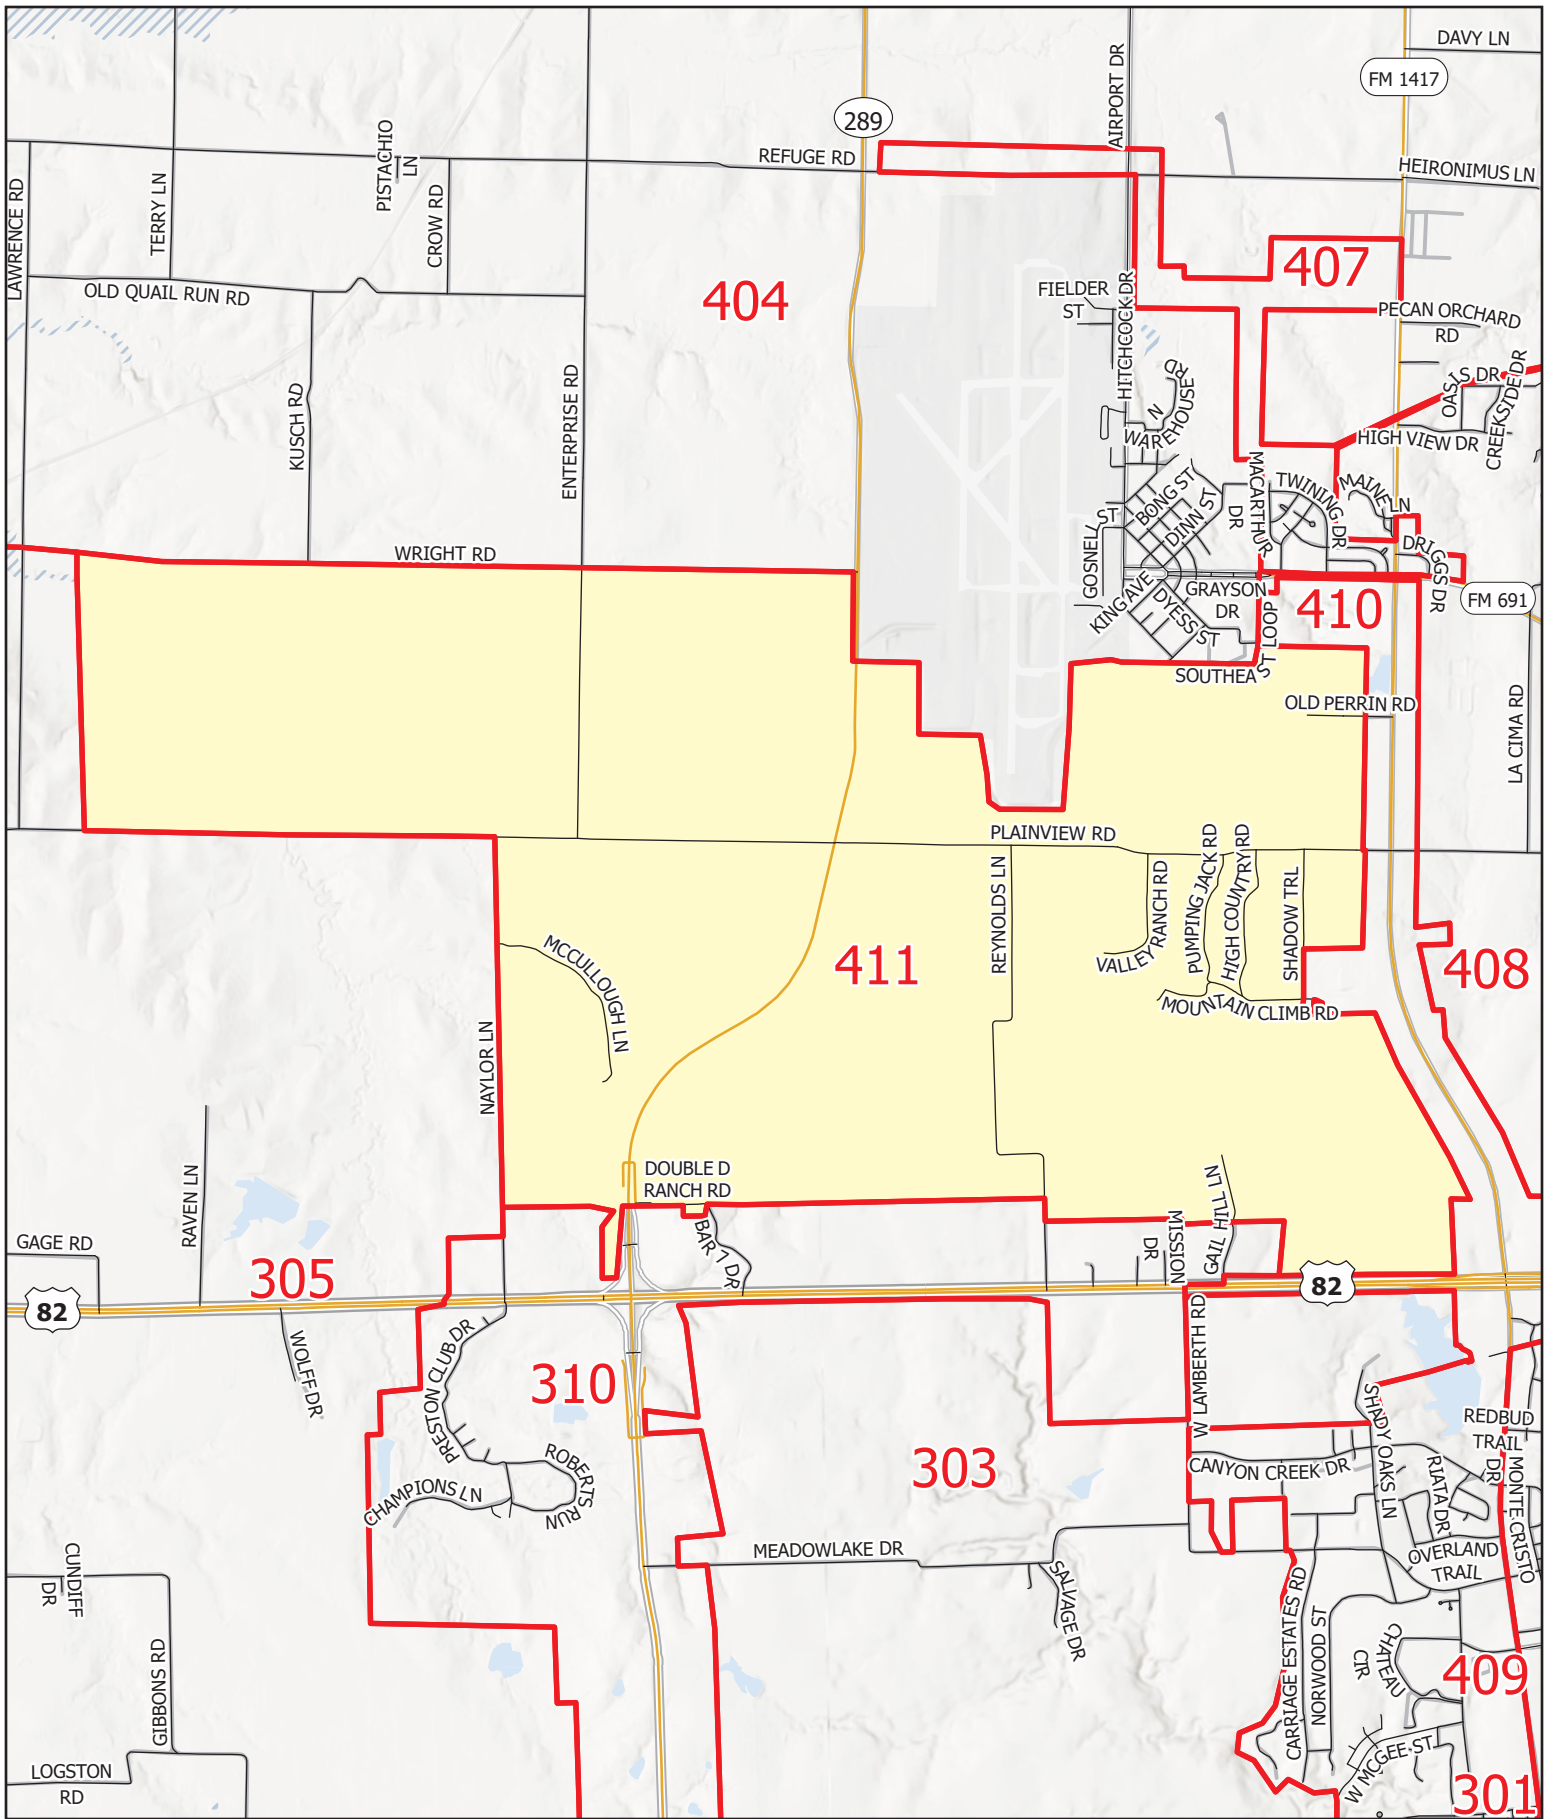 DAVY LN
FM 1417
AIRPORT DR
289
PISTACHIO
LN
REFUGE RD
HEIRONIMUS LN
LAWRENCE RD
TERRY LN
CROW RD
407
OLD QUAIL RUN RD
404
FIELDER
ST
HITCHCOCK DR
PECAN ORCHARD
RD
KUSCH RD
ENTERPRISE RD
N
WAREHOUSE
RD
OASIS DR
CREEKSIDE DR
HIGH VIEW DR
WRIGHT RD
GOSNELL ST
BONG ST
DINN ST
MACARTHUR
DR
TWINING DR
MAINE LN
DRIGGS DR
KING AVE
DYESS ST
GRAYSON
DR
410
FM 691
SOUTHEAST LOOP
OLD PERRIN RD
LA CIMA RD
PLAINVIEW RD
REYNOLDS LN
VALLEY RANCH RD
PUMPING JACK RD
HIGH COUNTRY RD
SHADOW TRL
MCCULLOUGH LN
411
408
MOUNTAIN CLIMB RD
NAYLOR LN
RAVEN LN
DOUBLE D
RANCH RD
GAIL HILL LN
MISSION
DR
BAR 7 DR
GAGE RD
305
82
82
WOLFF DR
PRESTON CLUB DR
310
W LAMBERTH RD
SHADY OAKS LN
REDBUD
TRAIL
DR
MONTE CRISTO
303
CANYON CREEK DR
ROBERTS
RUN
CHAMPIONS LN
RIATA DR
MEADOWLAKE DR
OVERLAND
TRAIL
CUNDIFF
DR
SALVAGE DR
CARRIAGE ESTATES RD
NORWOOD ST
CHATEAU
CIR
409
GIBBONS RD
W MCGEE ST
LOGSTON
RD
301